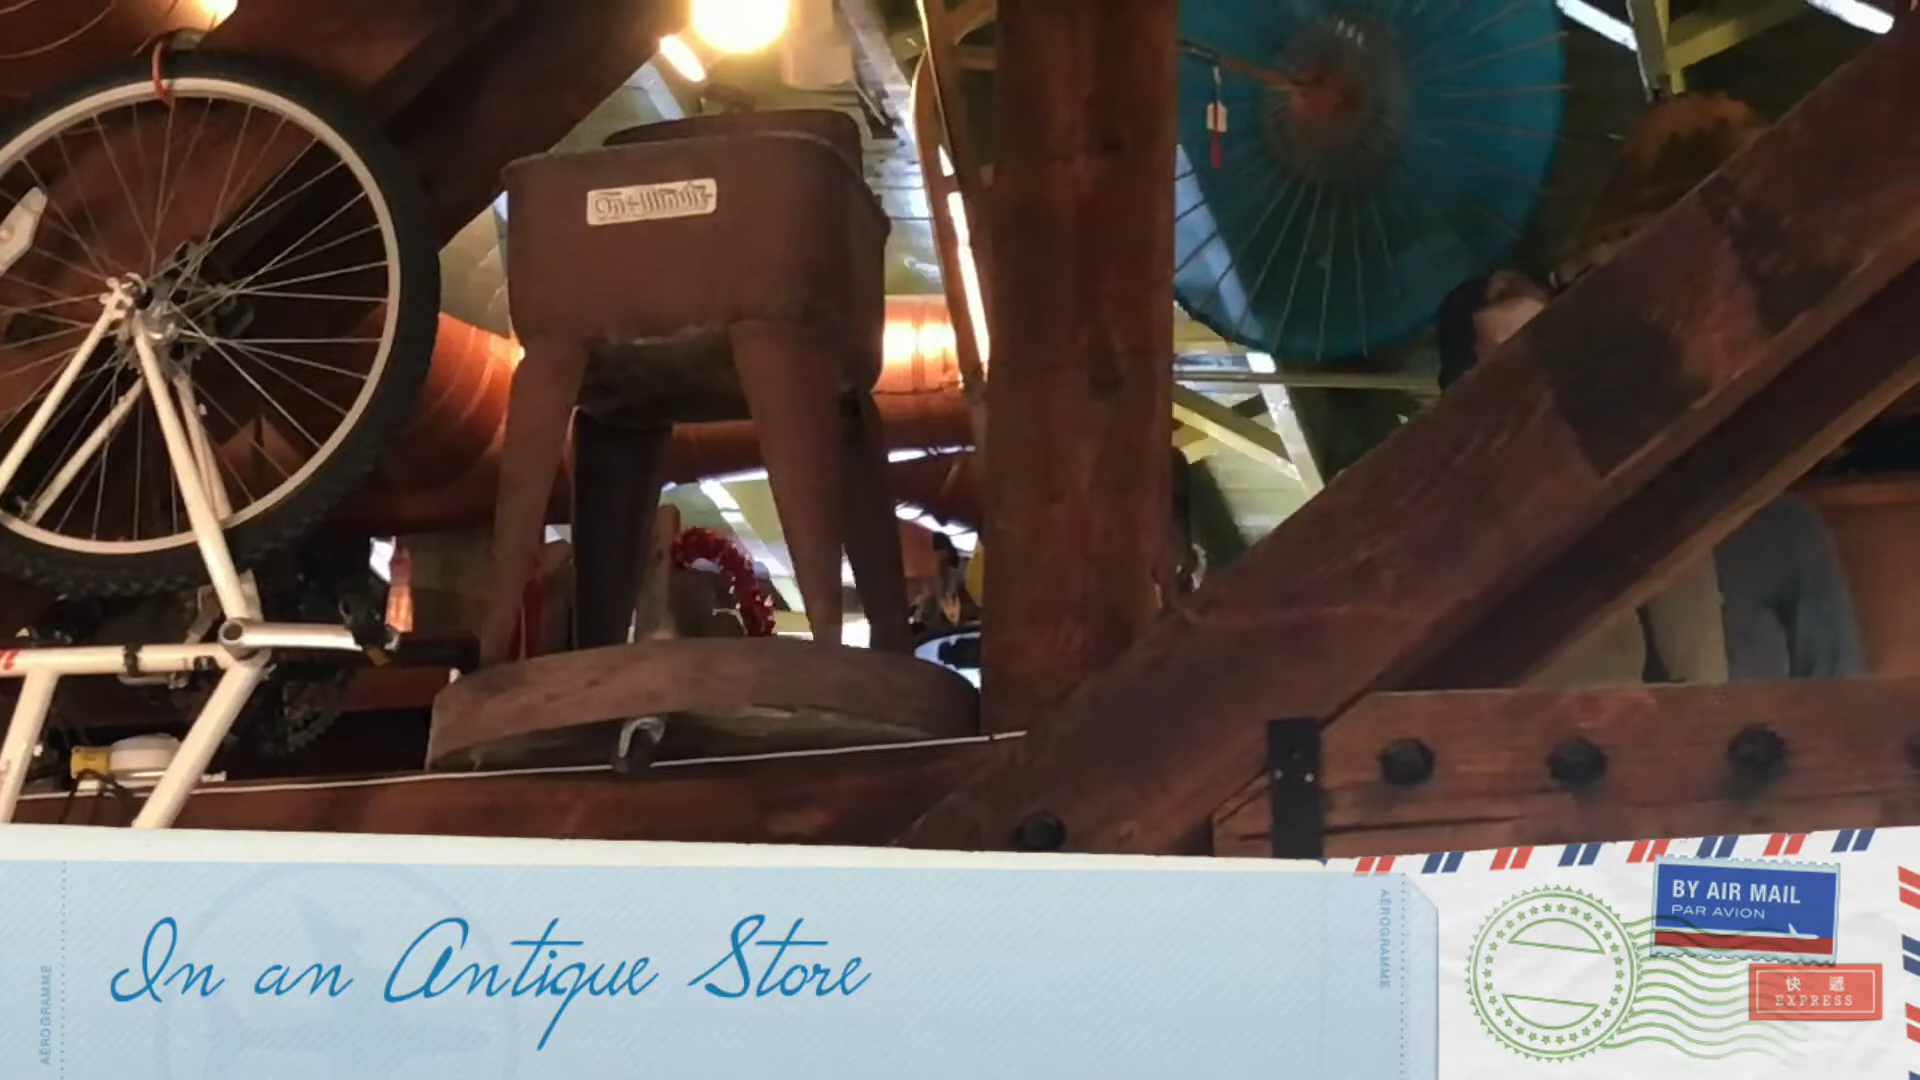 In an Antique Store
AÉROGRAMME
AÉROGRAMME
BY AIR MAIL
PAR AVION
快 遞
EXPRESS